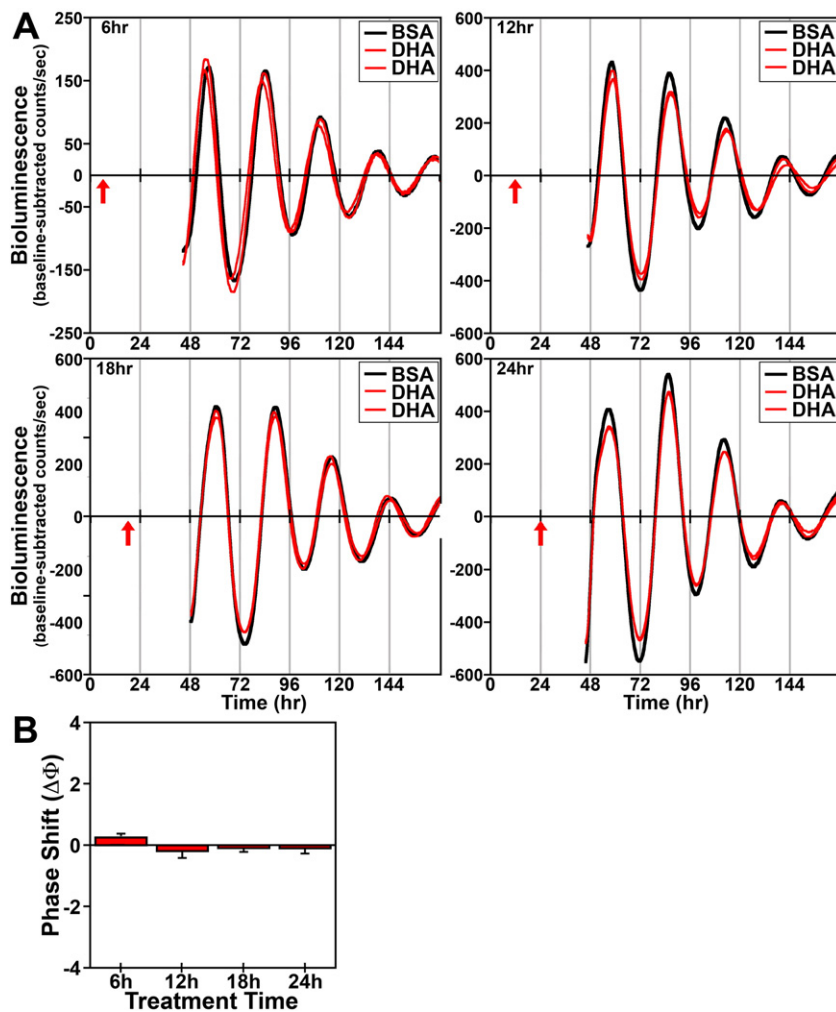 A
6hr
BSA
DHA
DHA
250
150
50
0
-50
-150
-250
0 24 48 72 96 120 144
Bioluminescence
(baseline-subtracted counts/sec)
12hr
BSA
DHA
DHA
600
400
200
0
-200
-400
-600
0 24 48 72 96 120 144
18hr
BSA
DHA
DHA
600
400
200
0
-200
-400
-600
0 24 48 72 96 120 144
Time (hr)
Bioluminescence
(baseline-subtracted counts/sec)
24hr
BSA
DHA
DHA
600
400
200
0
-200
-400
-600
0 24 48 72 96 120 144
Time (hr)
B
4
2
0
-2
-4
Phase Shift (ΔΦ)
6h 12h 18h 24h
Treatment Time